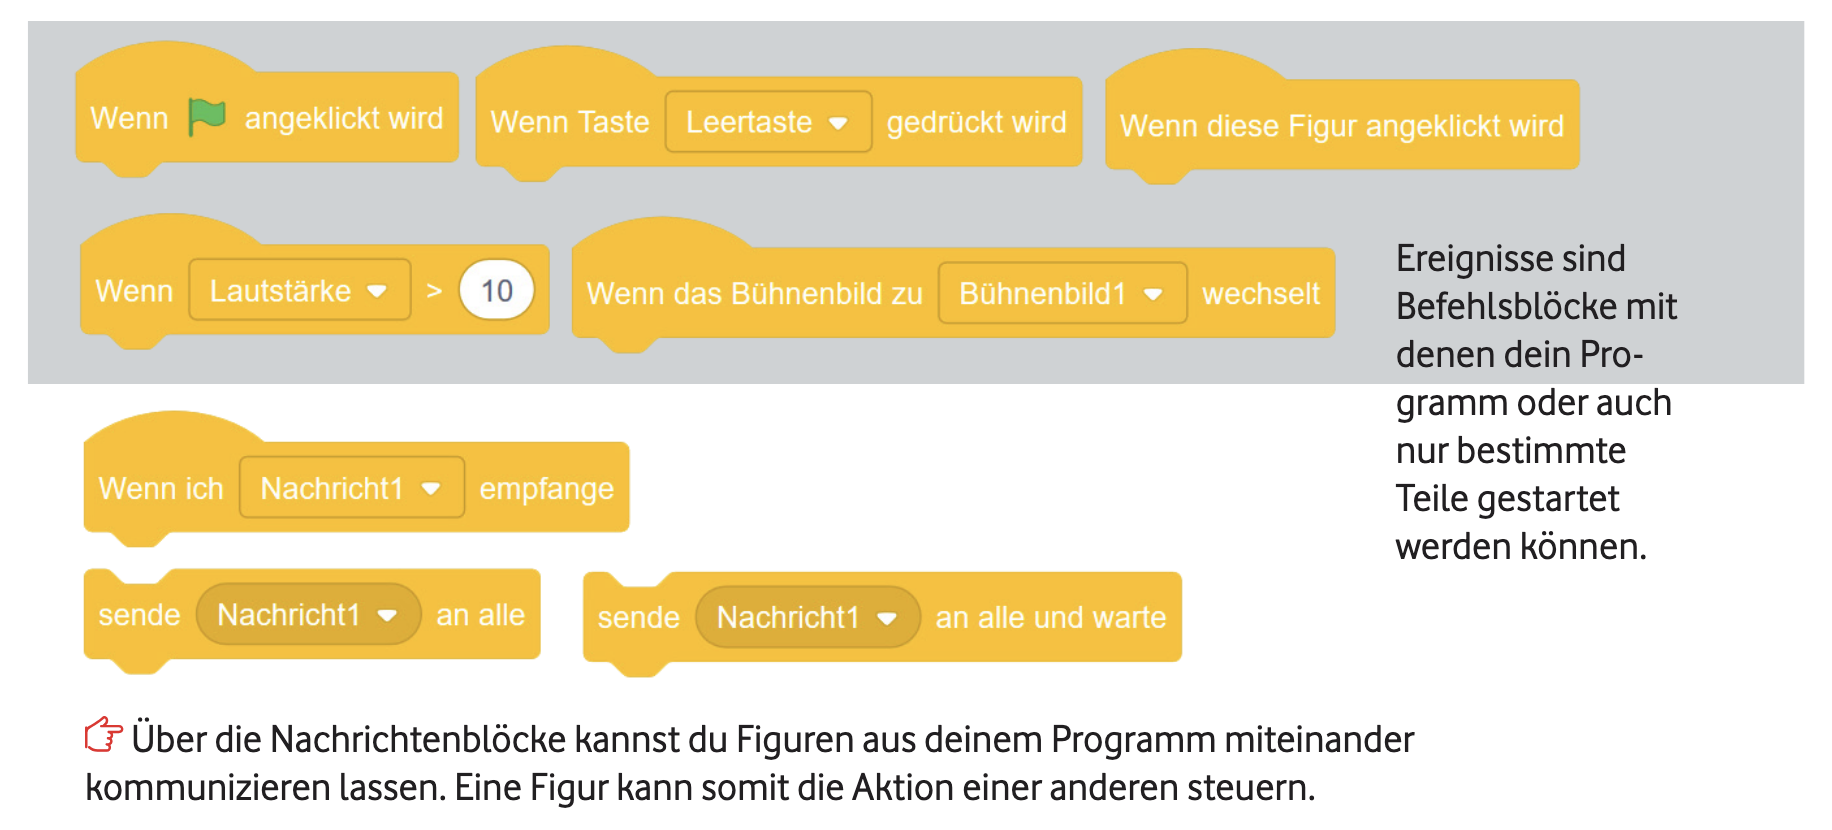 Wenn angeklickt wird
Wenn Taste Leertaste gedrückt wird
Wenn diese Figur angeklickt wird
Wenn Lautstärke > 10
Wenn das Bühnenbild zu Bühnenbild1 wechselt
Ereignisse sind
Befehlsblöcke mit
denen dein Pro-
gramm oder auch
nur bestimmte
Teile gestartet
werden können.
Wenn ich Nachricht1 empfange
sende Nachricht1 an alle
sende Nachricht1 an alle und warte
Über die Nachrichtenblöcke kannst du Figuren aus deinem Programm miteinander
kommunizieren lassen. Eine Figur kann somit die Aktion einer anderen steuern.